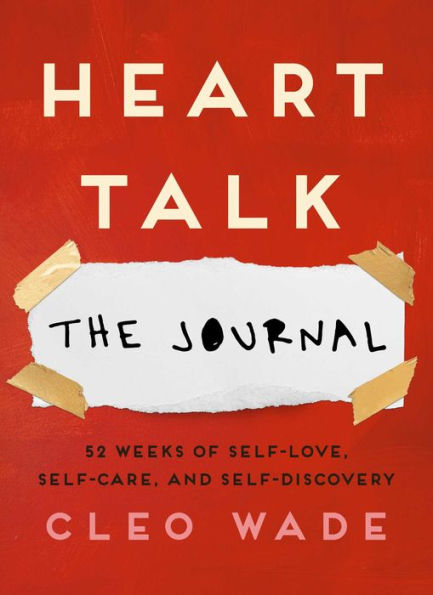 HEART
TALK
THE JOURNAL
52 WEEKS OF SELF-LOVE,
SELF-CARE, AND SELF-DISCOVERY
CLEO WADE